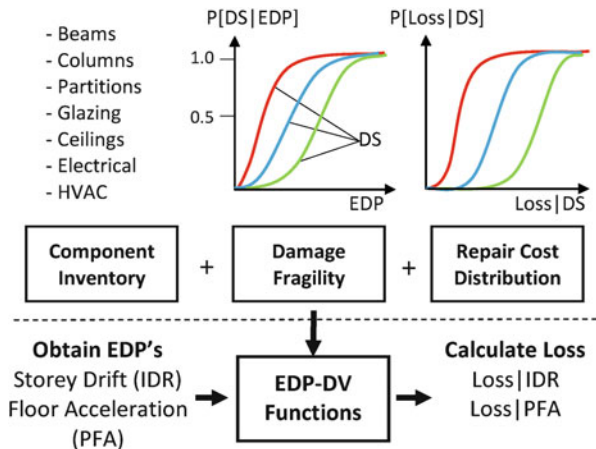 - Beams
- Columns
- Partitions
- Glazing
- Ceilings
- Electrical
- HVAC
P[DS|EDP]
1.0
0.5
DS
EDP
P[Loss|DS]
Loss|DS
Component
Inventory
+
Damage
Fragility
+
Repair Cost
Distribution
Obtain EDP's
Storey Drift (IDR)
Floor Acceleration
(PFA)
EDP-DV
Functions
Calculate Loss
Loss|IDR
Loss|PFA